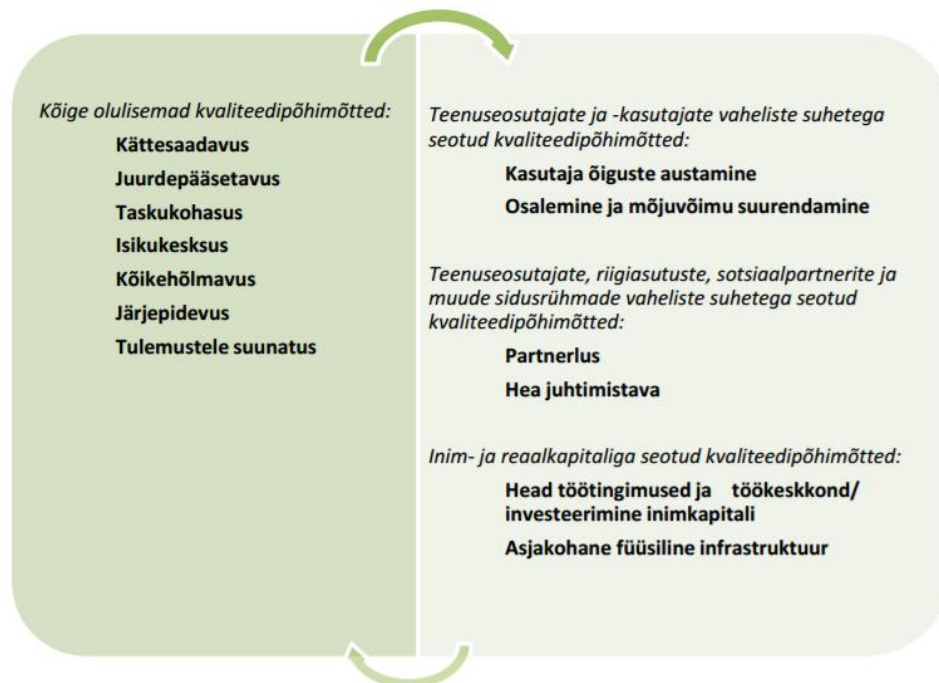 Kõige olulisemad kvaliteedipõhimõtted:
Kättesaadavus
Juurdepääsetavus
Taskukohasus
Isikukesksus
Kõikehõlmavus
Järjepidevus
Tulemustele suunatus
Teenuseosutajate ja -kasutajate vaheliste suhetega
seotud kvaliteedipõhimõtted:
Kasutaja õiguste austamine
Osalemine ja mõjuvõimu suurendamine
Teenuseosutajate, riigiasutuste, sotsiaalpartnerite ja
muude sidusrühmade vaheliste suhetega seotud
kvaliteedipõhimõtted:
Partnerlus
Hea juhtimistava
Inim- ja reaalkapitaliga seotud kvaliteedipõhimõtted:
Head töötingimused ja töökeskkond/
investeerimine inimkapitali
Asjakohane füüsiline infrastruktuur